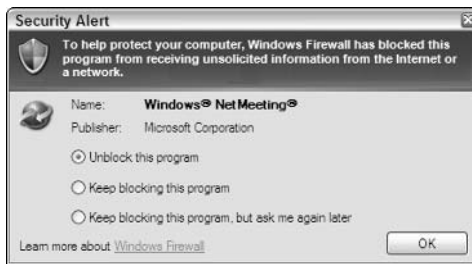 Security Alert
To help protect your computer, Windows Firewall has blocked this
program from receiving unsolicited information from the Internet or
a network.
Name: Windows® NetMeeting®
Publisher: Microsoft Corporation
Unblock this program
Keep blocking this program
Keep blocking this program, but ask me again later
Learn more about Windows Firewall
OK